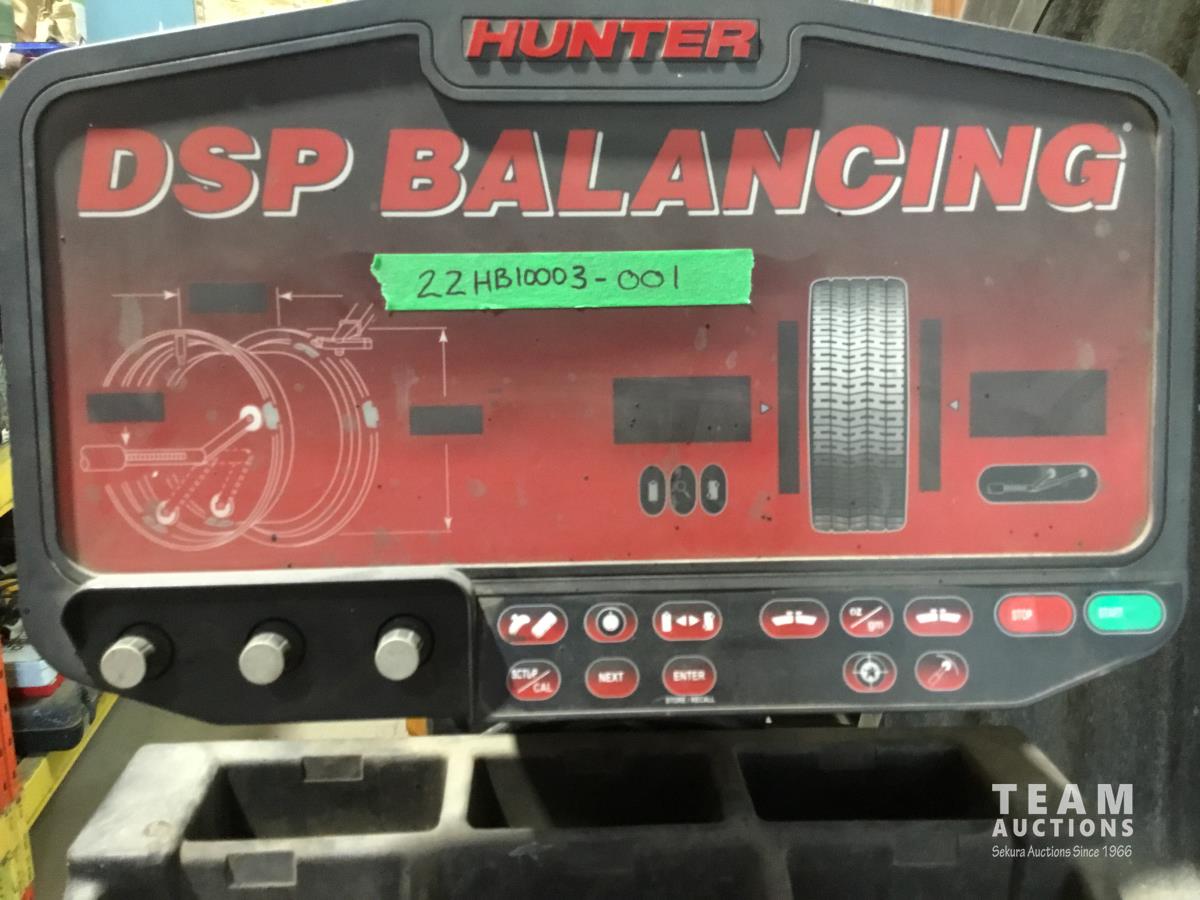 HUNTER
DSP BALANCING
22HB10003-001
OZ/gm
STOP
START
SETUP/CAL
NEXT
ENTER
STORE - RECALL
TEAM
AUCTIONS
Sekura Auctions Since 1966